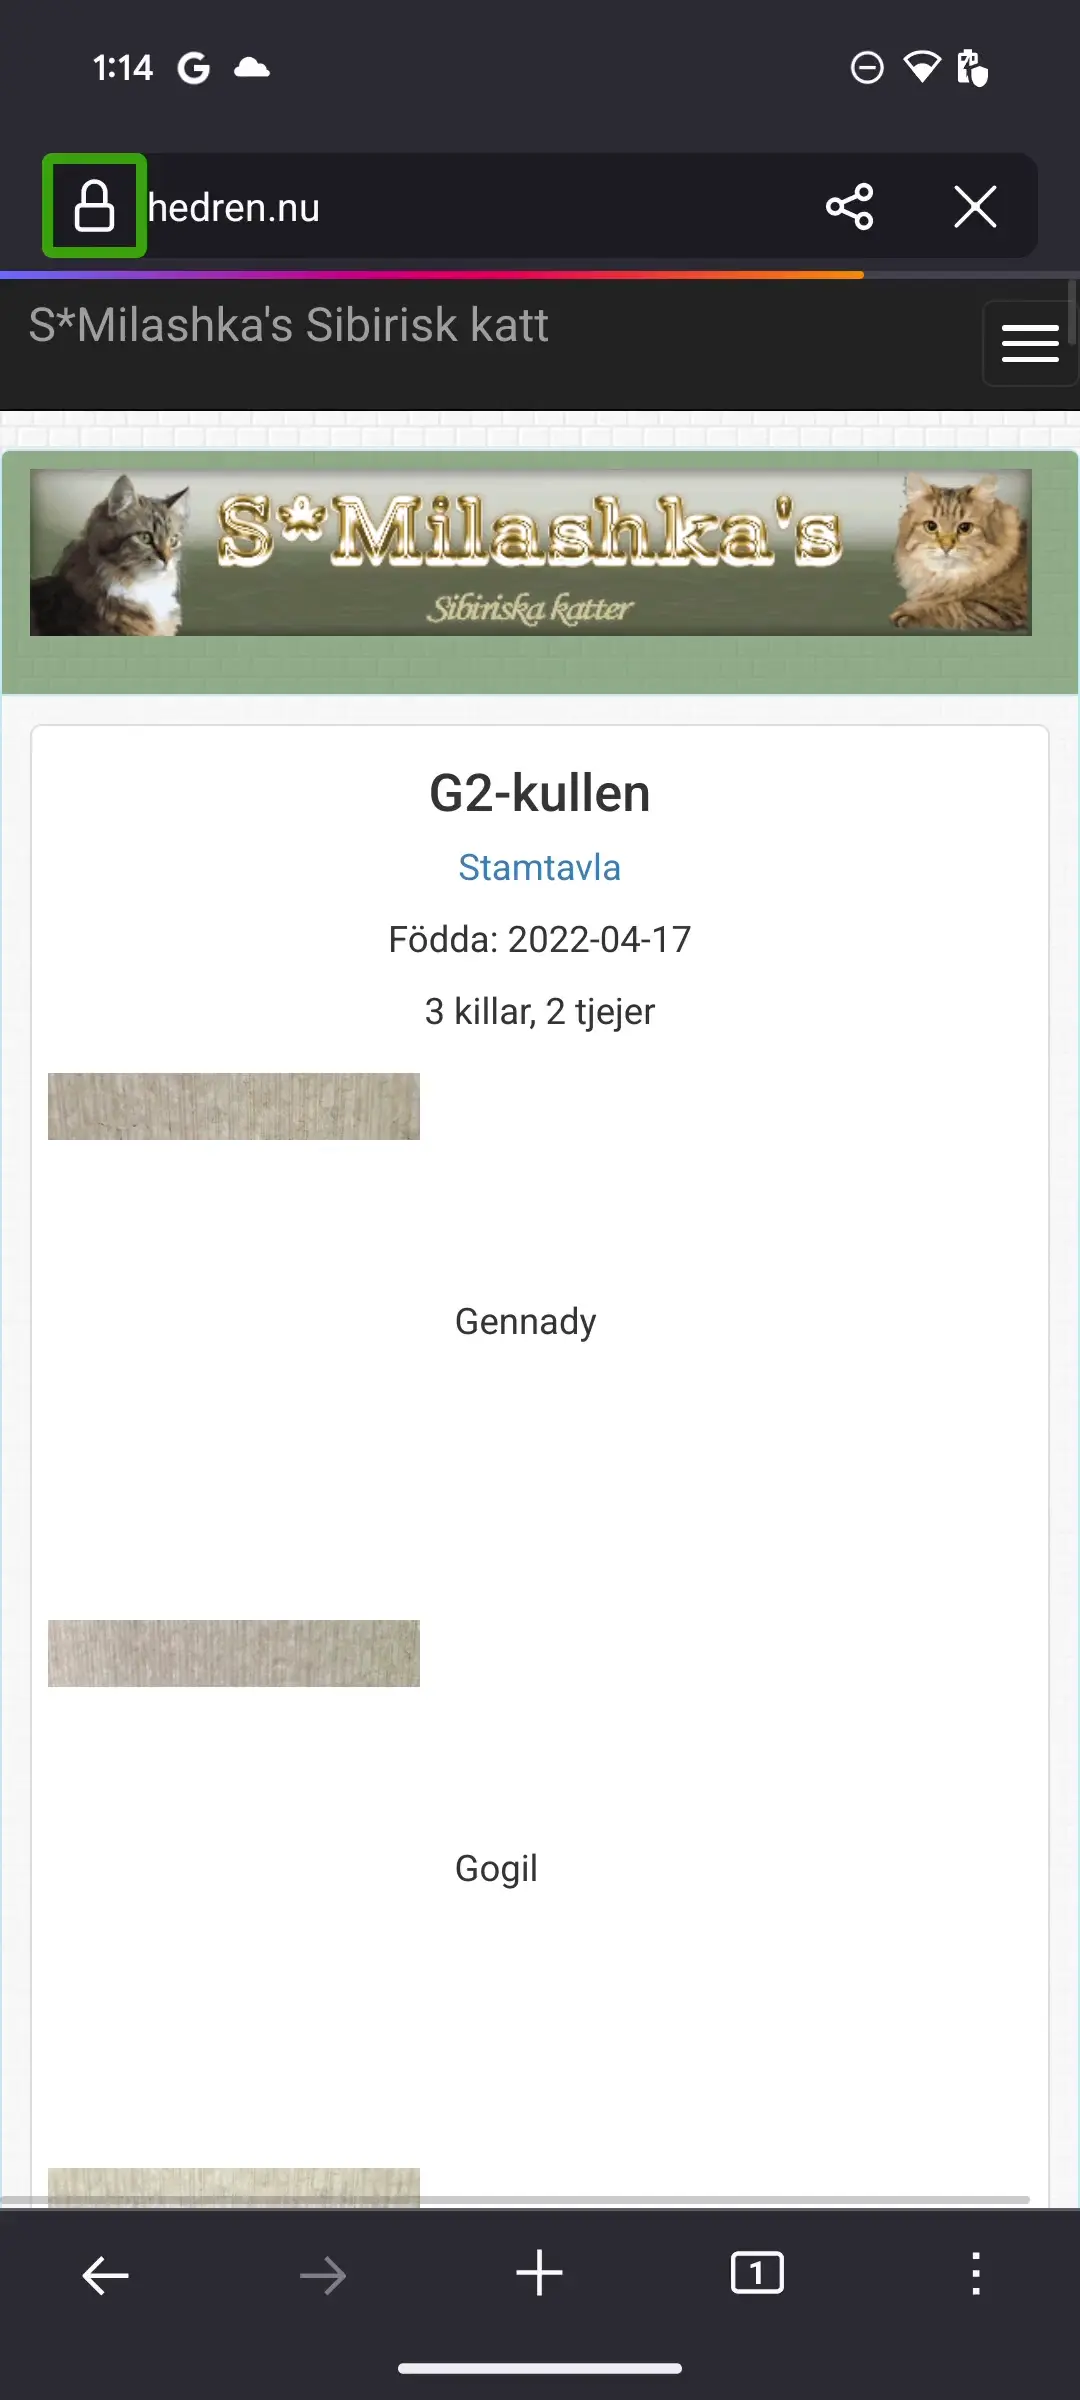 1:14
hedren.nu
S*Milashka's Sibirisk katt
S*Milashka's
Sibiriska katter
G2-kullen
Stamtavla
Födda: 2022-04-17
3 killar, 2 tjejer
Gennady
Gogil
1